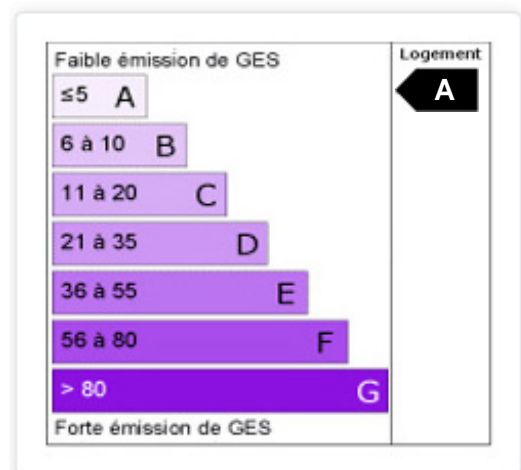 Faible émission de GES
Logement
≤5 A
A
6 à 10 B
11 à 20 C
21 à 35 D
36 à 55 E
56 à 80 F
> 80 G
Forte émission de GES